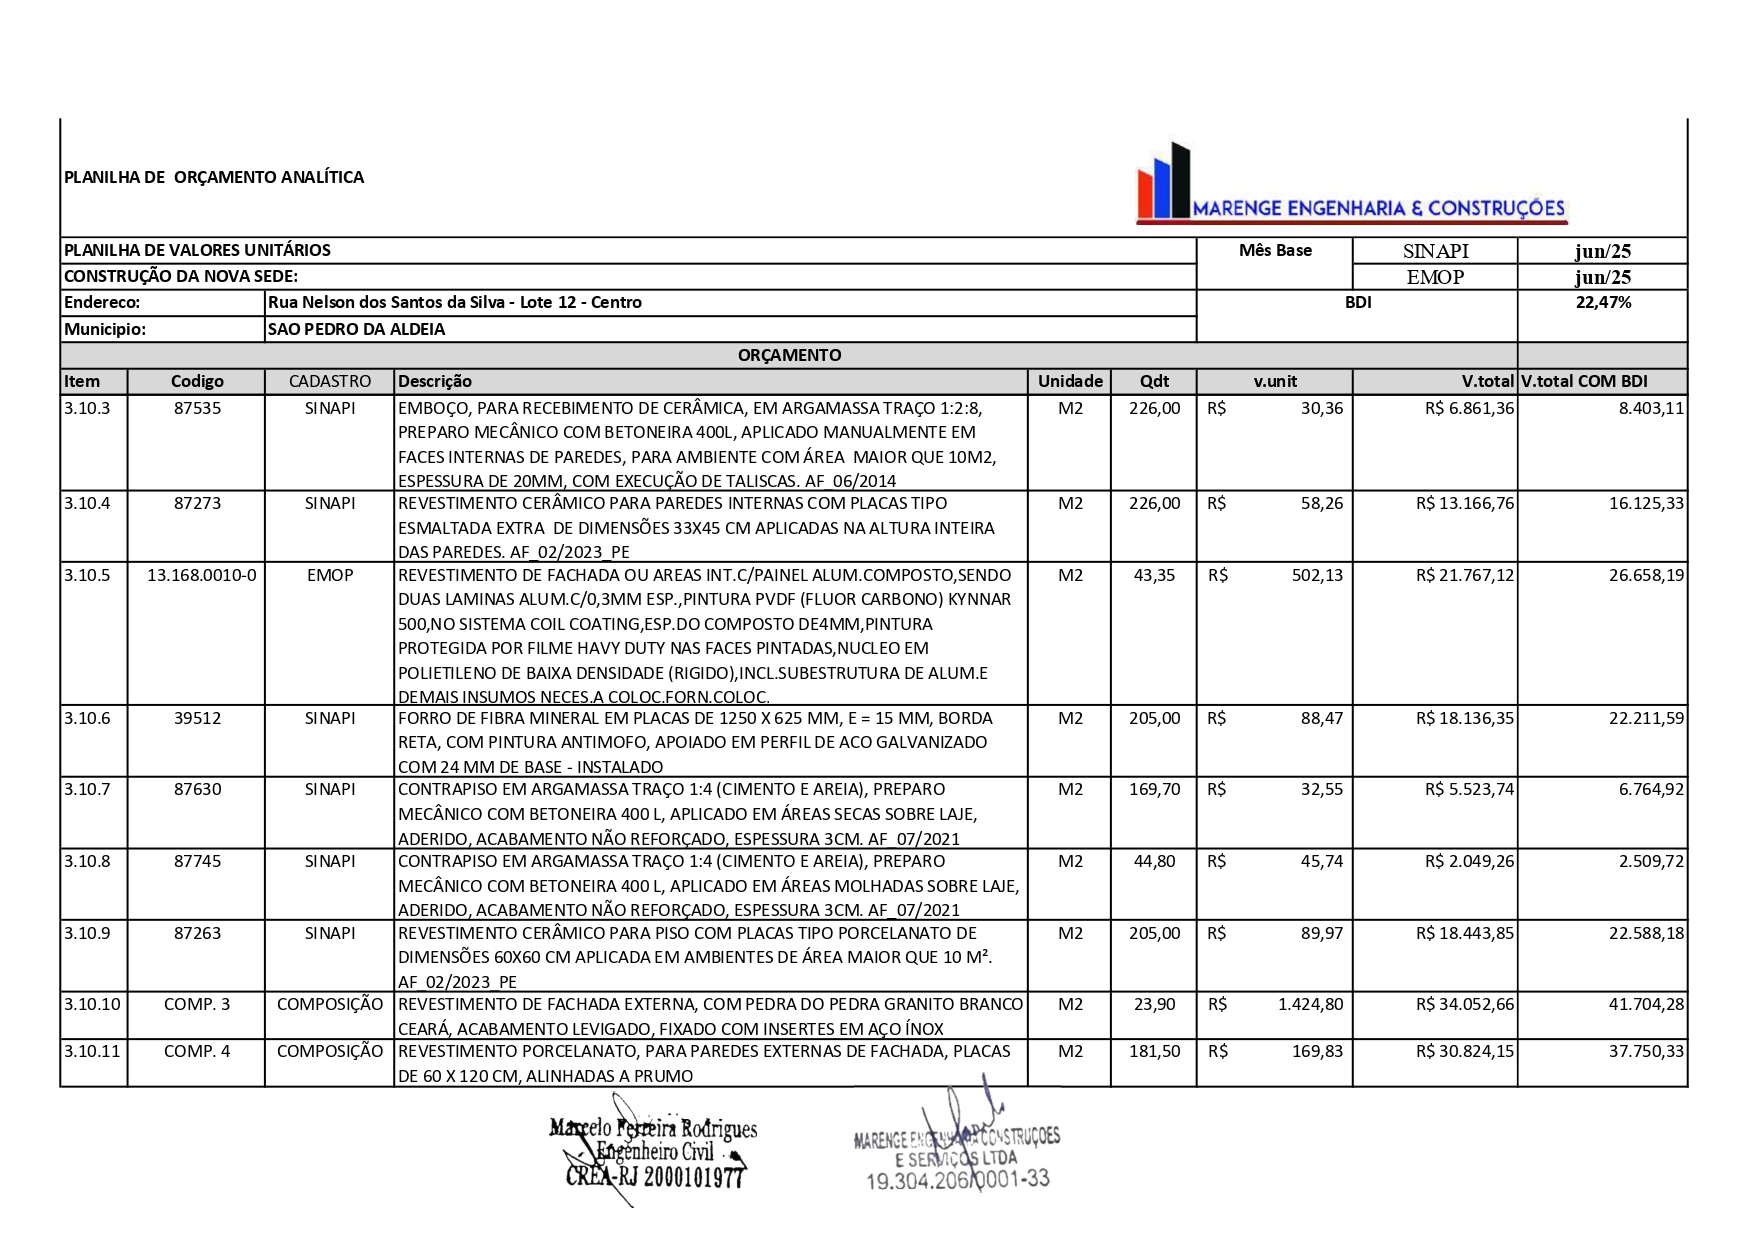 PLANILHA DE ORÇAMENTO ANALÍTICA
MARENGE ENGENHARIA & CONSTRUÇÕES
PLANILHA DE VALORES UNITÁRIOS Mês Base SINAPI jun/25
CONSTRUÇÃO DA NOVA SEDE: EMOP jun/25
Endereco: Rua Nelson dos Santos da Silva - Lote 12 - Centro BDI 22,47%
Municipio: SAO PEDRO DA ALDEIA
ORÇAMENTO
Item Codigo CADASTRO Descrição Unidade Qdt v.unit V.total V.total COM BDI
3.10.3 87535 SINAPI EMBOÇO, PARA RECEBIMENTO DE CERÂMICA, EM ARGAMASSA TRAÇO 1:2:8, M2 226,00 R$ 30,36 R$ 6.861,36 8.403,11
PREPARO MECÂNICO COM BETONEIRA 400L, APLICADO MANUALMENTE EM
FACES INTERNAS DE PAREDES, PARA AMBIENTE COM ÁREA MAIOR QUE 10M2,
ESPESSURA DE 20MM, COM EXECUÇÃO DE TALISCAS. AF_06/2014
3.10.4 87273 SINAPI REVESTIMENTO CERÂMICO PARA PAREDES INTERNAS COM PLACAS TIPO M2 226,00 R$ 58,26 R$ 13.166,76 16.125,33
ESMALTADA EXTRA DE DIMENSÕES 33X45 CM APLICADAS NA ALTURA INTEIRA
DAS PAREDES. AF_02/2023_PE
3.10.5 13.168.0010-0 EMOP REVESTIMENTO DE FACHADA OU AREAS INT.C/PAINEL ALUM.COMPOSTO,SENDO M2 43,35 R$ 502,13 R$ 21.767,12 26.658,19
DUAS LAMINAS ALUM.C/0,3MM ESP.,PINTURA PVDF (FLUOR CARBONO) KYNNAR
500,NO SISTEMA COIL COATING,ESP.DO COMPOSTO DE4MM,PINTURA
PROTEGIDA POR FILME HAVY DUTY NAS FACES PINTADAS,NUCLEO EM
POLIETILENO DE BAIXA DENSIDADE (RIGIDO),INCL.SUBESTRUTURA DE ALUM.E
DEMAIS INSUMOS NECES.A COLOC.FORN.COLOC.
3.10.6 39512 SINAPI FORRO DE FIBRA MINERAL EM PLACAS DE 1250 X 625 MM, E = 15 MM, BORDA M2 205,00 R$ 88,47 R$ 18.136,35 22.211,59
RETA, COM PINTURA ANTIMOFO, APOIADO EM PERFIL DE ACO GALVANIZADO
COM 24 MM DE BASE - INSTALADO
3.10.7 87630 SINAPI CONTRAPISO EM ARGAMASSA TRAÇO 1:4 (CIMENTO E AREIA), PREPARO M2 169,70 R$ 32,55 R$ 5.523,74 6.764,92
MECÂNICO COM BETONEIRA 400 L, APLICADO EM ÁREAS SECAS SOBRE LAJE,
ADERIDO, ACABAMENTO NÃO REFORÇADO, ESPESSURA 3CM. AF_07/2021
3.10.8 87745 SINAPI CONTRAPISO EM ARGAMASSA TRAÇO 1:4 (CIMENTO E AREIA), PREPARO M2 44,80 R$ 45,74 R$ 2.049,26 2.509,72
MECÂNICO COM BETONEIRA 400 L, APLICADO EM ÁREAS MOLHADAS SOBRE LAJE,
ADERIDO, ACABAMENTO NÃO REFORÇADO, ESPESSURA 3CM. AF_07/2021
3.10.9 87263 SINAPI REVESTIMENTO CERÂMICO PARA PISO COM PLACAS TIPO PORCELANATO DE M2 205,00 R$ 89,97 R$ 18.443,85 22.588,18
DIMENSÕES 60X60 CM APLICADA EM AMBIENTES DE ÁREA MAIOR QUE 10 M².
AF_02/2023_PE
3.10.10 COMP. 3 COMPOSIÇÃO REVESTIMENTO DE FACHADA EXTERNA, COM PEDRA DO PEDRA GRANITO BRANCO M2 23,90 R$ 1.424,80 R$ 34.052,66 41.704,28
CEARÁ, ACABAMENTO LEVIGADO, FIXADO COM INSERTES EM AÇO ÍNOX
3.10.11 COMP. 4 COMPOSIÇÃO REVESTIMENTO PORCELANATO, PARA PAREDES EXTERNAS DE FACHADA, PLACAS M2 181,50 R$ 169,83 R$ 30.824,15 37.750,33
DE 60 X 120 CM, ALINHADAS A PRUMO
Marcelo Ferreira Rodrigues
Engenheiro Civil
CREA-RJ 2000101977
MARENGE ENGENHARIA CONSTRUÇOES
E SERVIÇOS LTDA
19.304.206/0001-33